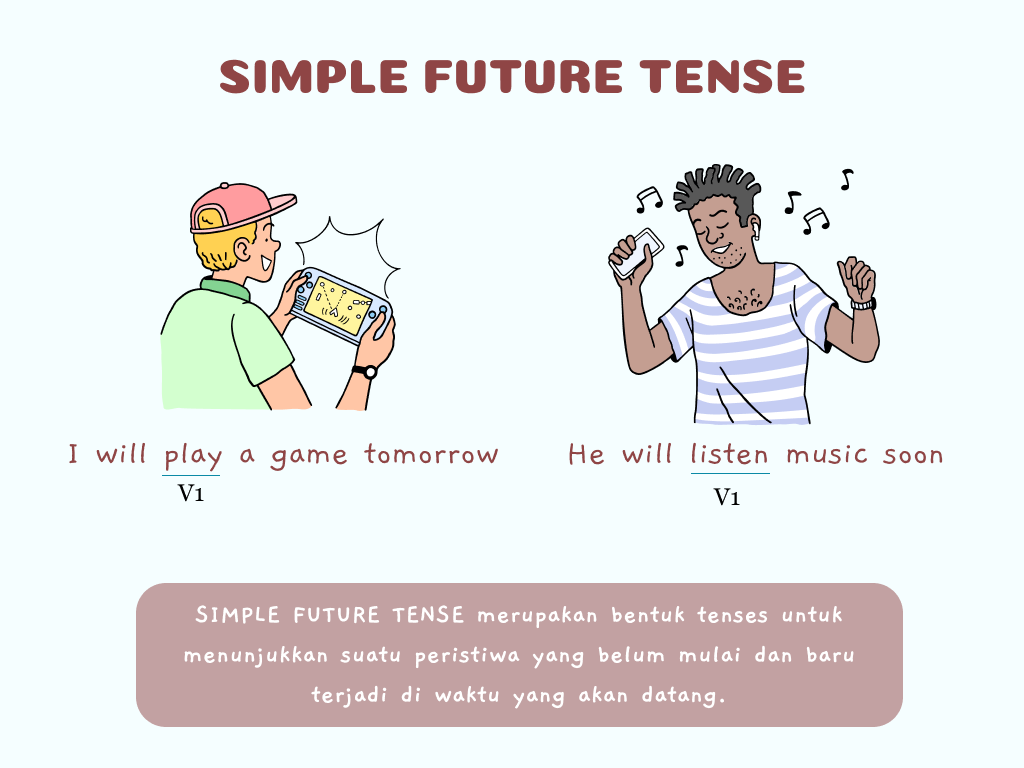 SIMPLE FUTURE TENSE
I will play a game tomorrow
V1
He will listen music soon
V1
SIMPLE FUTURE TENSE merupakan bentuk tenses untuk
menunjukkan suatu peristiwa yang belum mulai dan baru
terjadi di waktu yang akan datang.